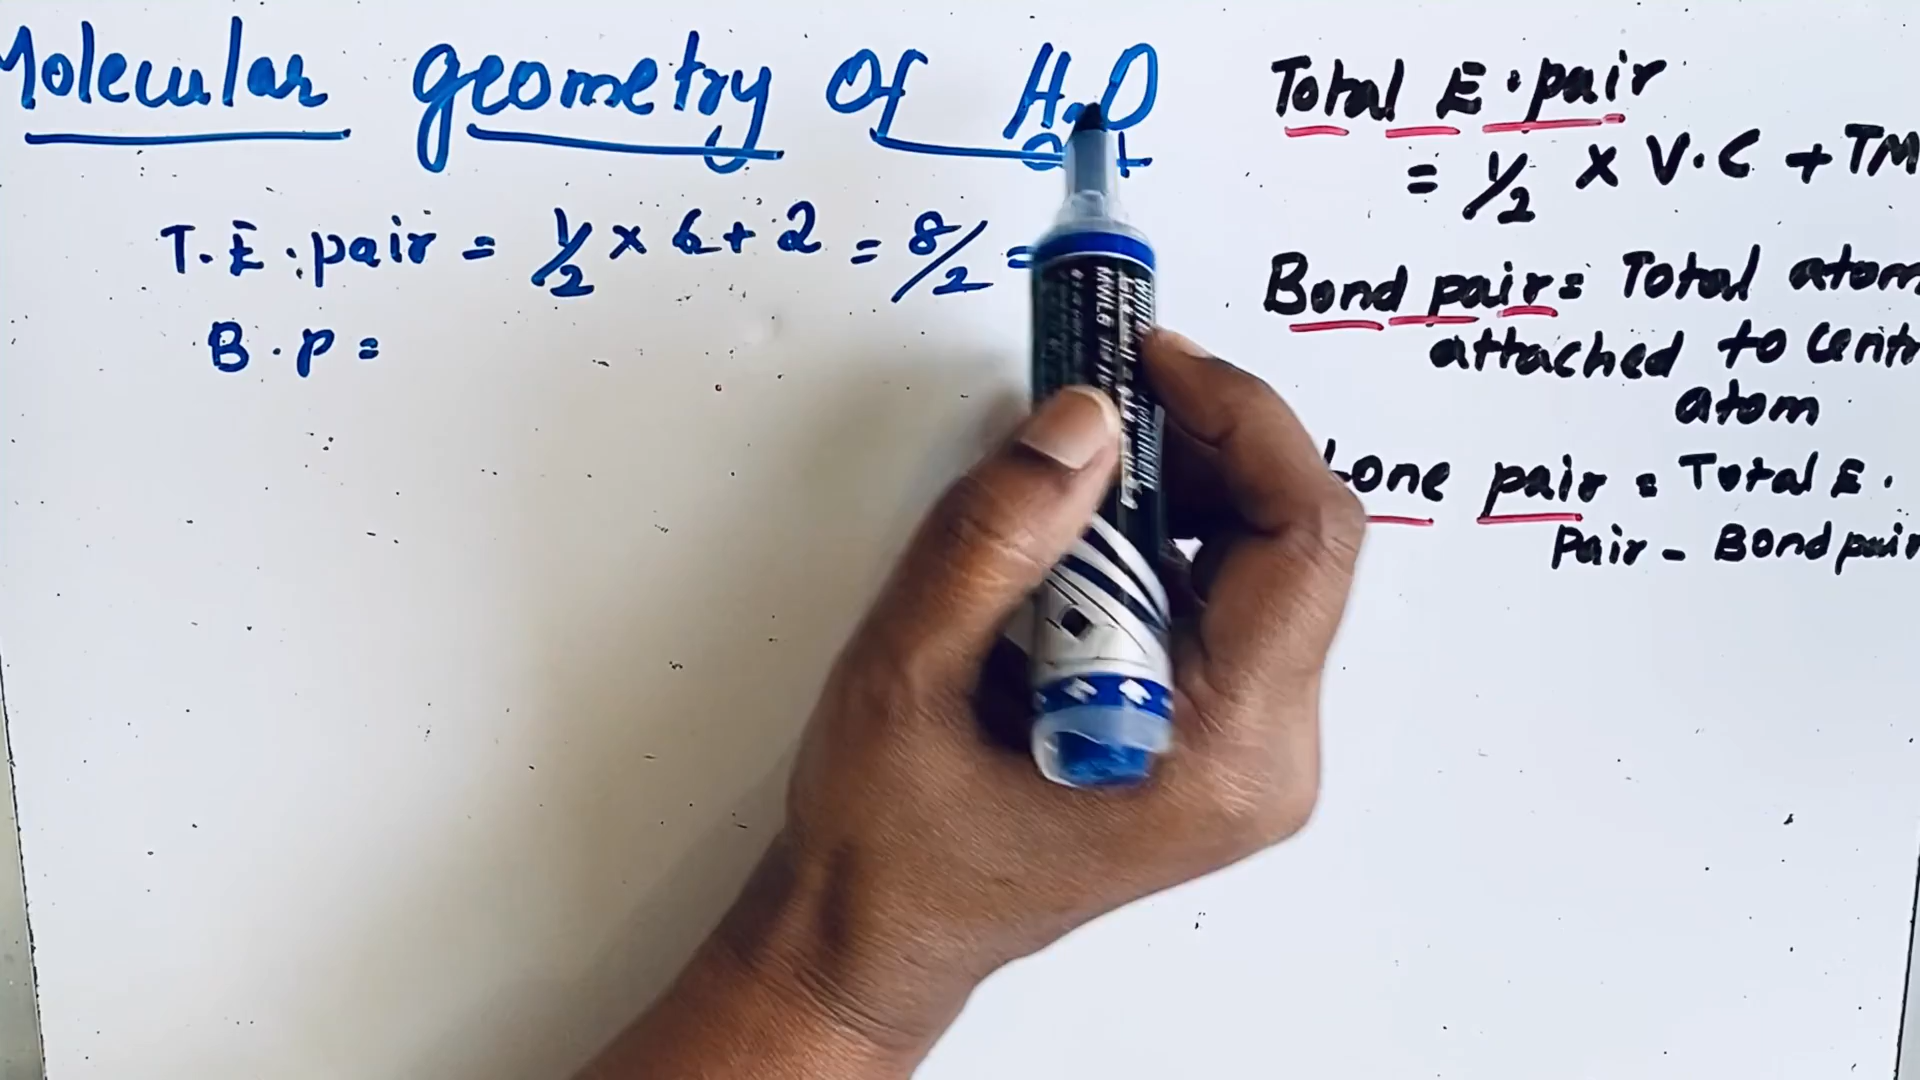 Molecular geometry Of H2O
T.E.pair = 1/2 x 6+2 = 8/2 =
B.P =
Total E.pair
= 1/2 x V.C + TM
Bond pair = Total atom
attached to Centr
atom
Lone pair = Total E.
Pair - Bond pair